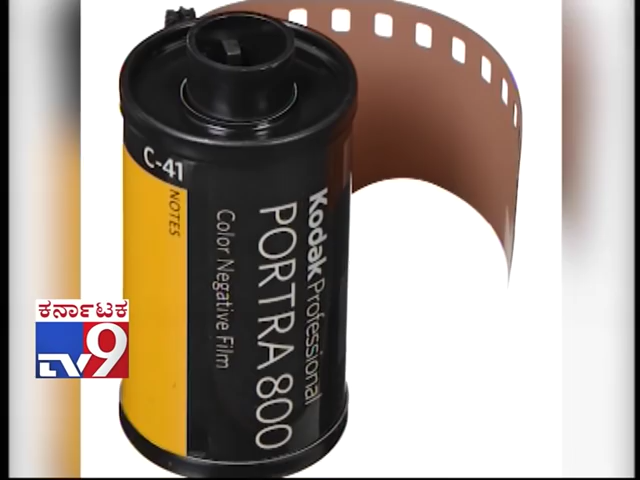 C-41
NOTES
Kodak Professional
PORTRA 800
Color Negative Film
ಕರ್ನಾಟಕ
TV9